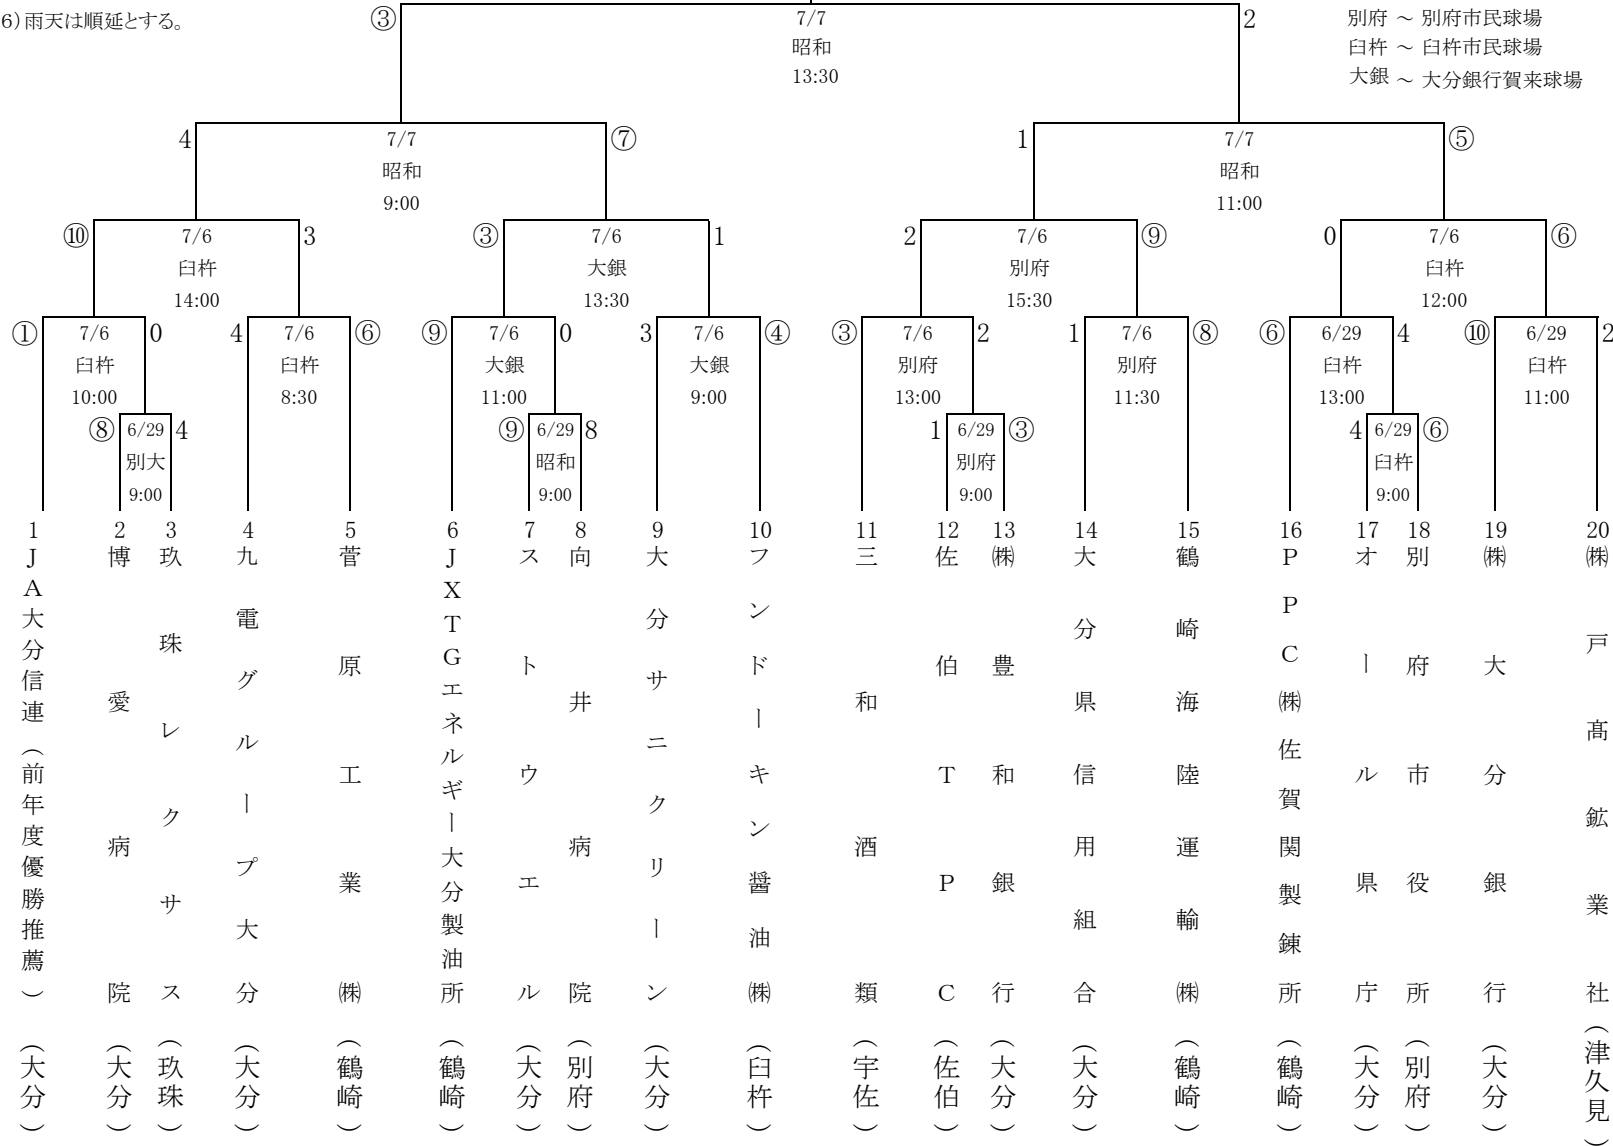 6）雨天は順延とする。
③ 7/7 2
昭和
13:30
別府 ～ 別府市民球場
臼杵 ～ 臼杵市民球場
大銀 ～ 大分銀行賀来球場
4 7/7 ⑦
昭和
9:00
1 7/7 ⑤
昭和
11:00
⑩ 7/6 3
臼杵
14:00
③ 7/6 1
大銀
13:30
2 7/6 ⑨
別府
15:30
0 7/6 ⑥
臼杵
12:00
① 7/6 0
臼杵
10:00
4 7/6 ⑥
臼杵
8:30
⑨ 7/6 0
大銀
11:00
3 7/6 ④
大銀
9:00
③ 7/6 2
別府
13:00
1 7/6 ⑧
別府
11:30
⑥ 6/29 4
臼杵
13:00
⑩ 6/29 2
臼杵
11:00
⑧ 6/29 4
別大
9:00
⑨ 6/29 8
昭和
9:00
1 6/29 ③
別府
9:00
4 6/29 ⑥
臼杵
9:00
1 JA大分信連（前年度優勝推薦）（大分）
2 博愛病院（大分）
3 玖珠レクサス（玖珠）
4 九電グループ大分（大分）
5 菅原工業㈱（鶴崎）
6 JXTGエネルギー大分製油所（鶴崎）
7 ストウエル（大分）
8 向井病院（別府）
9 大分サニクリーン（大分）
10 フンドーキン醤油㈱（臼杵）
11 三和酒類（宇佐）
12 佐伯TPC（佐伯）
13 ㈱豊和銀行（大分）
14 大分県信用組合（大分）
15 鶴崎海陸運輸㈱（鶴崎）
16 PPC㈱佐賀関製錬所（鶴崎）
17 オール県庁（大分）
18 別府市役所（別府）
19 ㈱大分銀行（大分）
20 ㈱戸髙鉱業社（津久見）